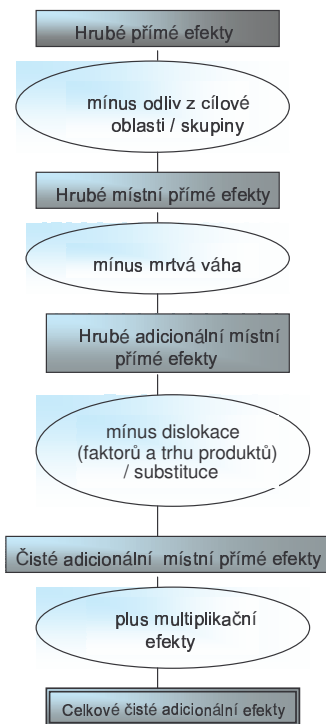 Hrubé přímé efekty
mínus odliv z cílové
oblasti / skupiny
Hrubé místní přímé efekty
mínus mrtvá váha
Hrubé adicionální místní
přímé efekty
mínus dislokace
(faktorů a trhu produktů)
/ substituce
Čisté adicionální místní přímé efekty
plus multiplikační
efekty
Celkové čisté adicionální efekty